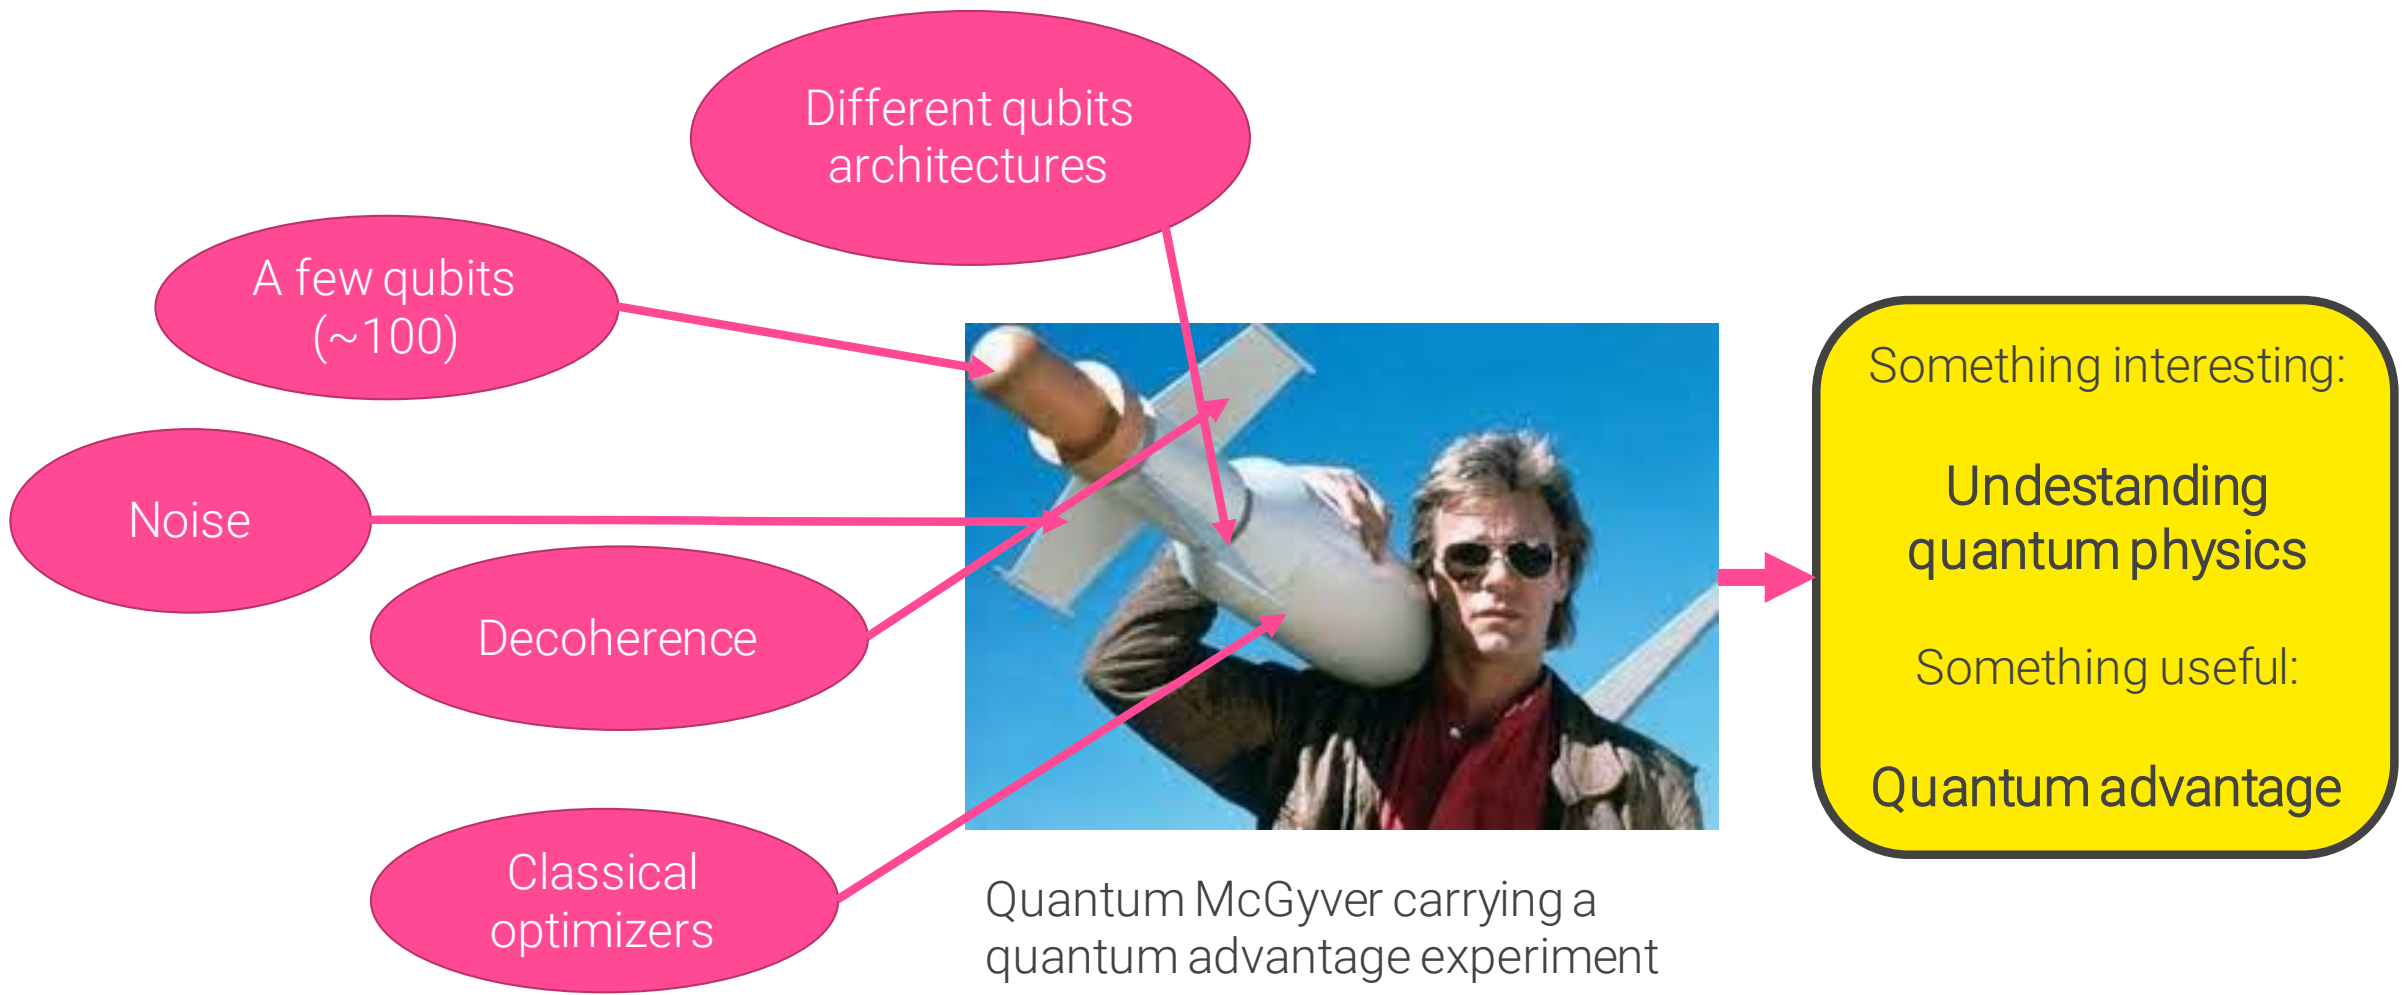 Different qubits
architectures
A few qubits
(~100)
Noise
Decoherence
Classical
optimizers
Quantum McGyver carrying a
quantum advantage experiment
Something interesting:
Undestanding
quantum physics
Something useful:
Quantum advantage